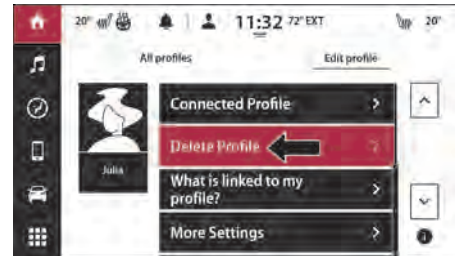 20° 11:32 72° EXT 20°
All profiles Edit profile
Connected Profile
Delete Profile
Julia
What is linked to my
profile?
More Settings